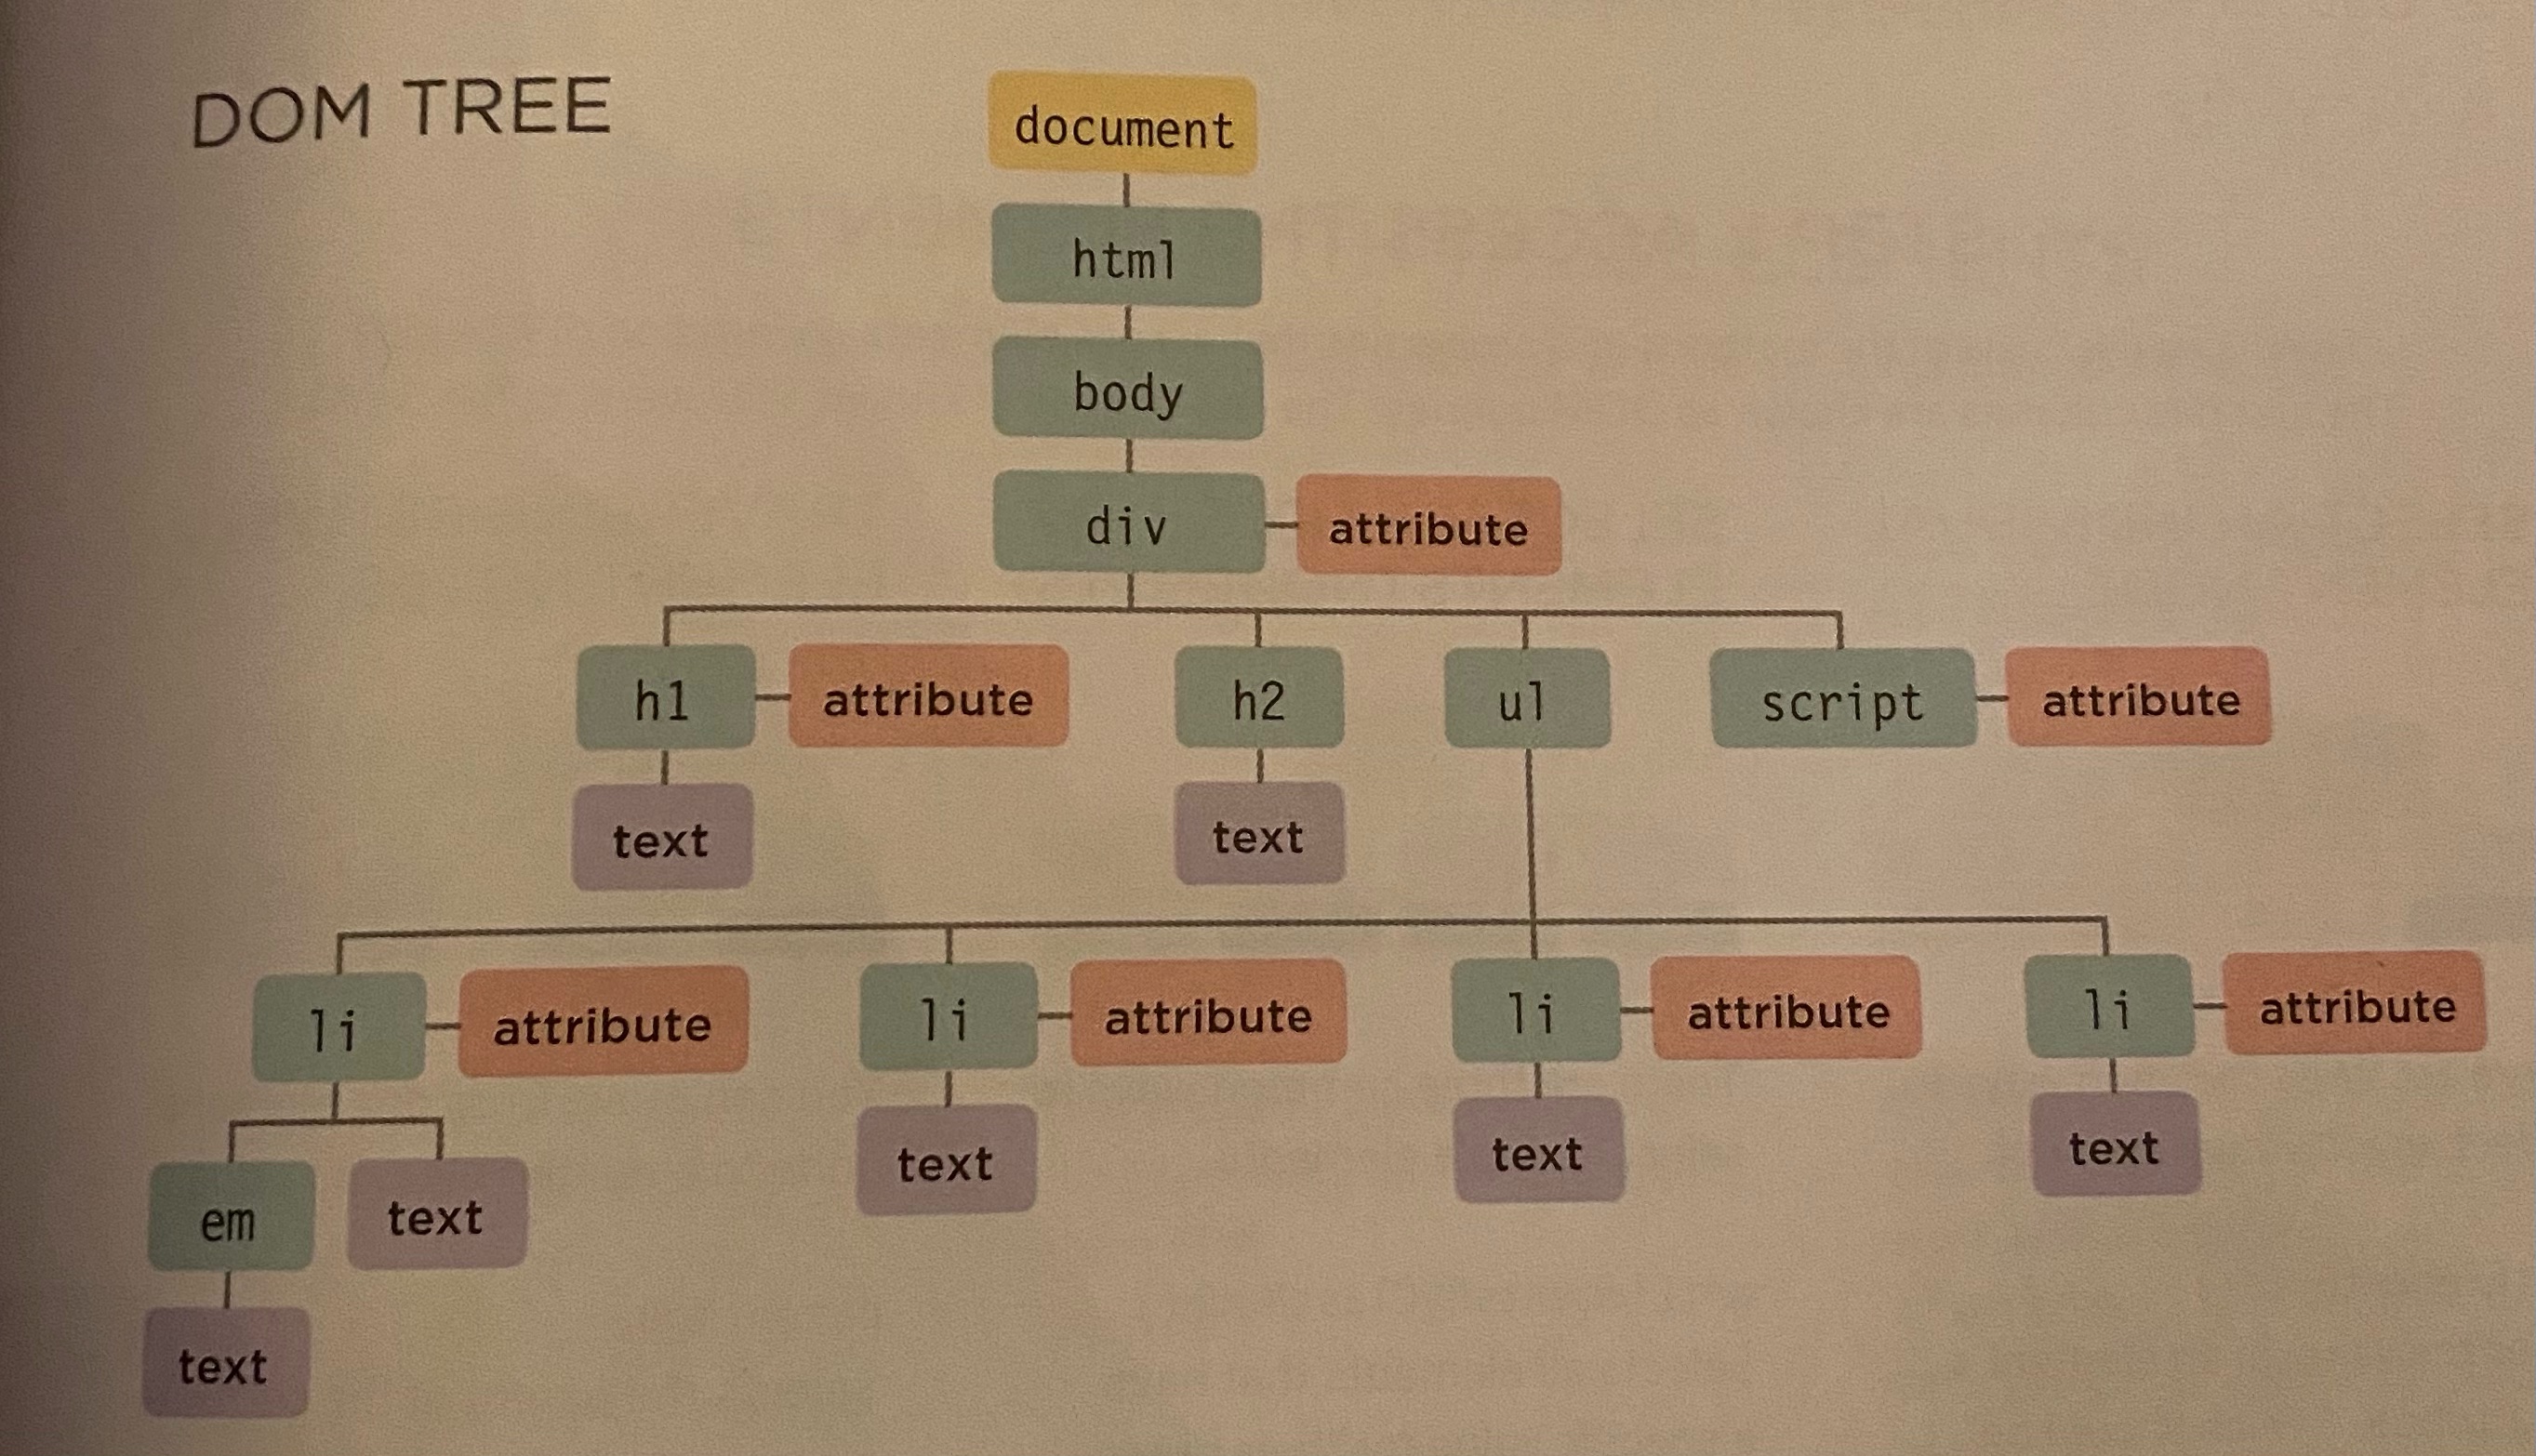 DOM TREE
document
html
body
div attribute
h1 attribute h2 ul script attribute
text text
li attribute li attribute li attribute li attribute
text text text
em text
text